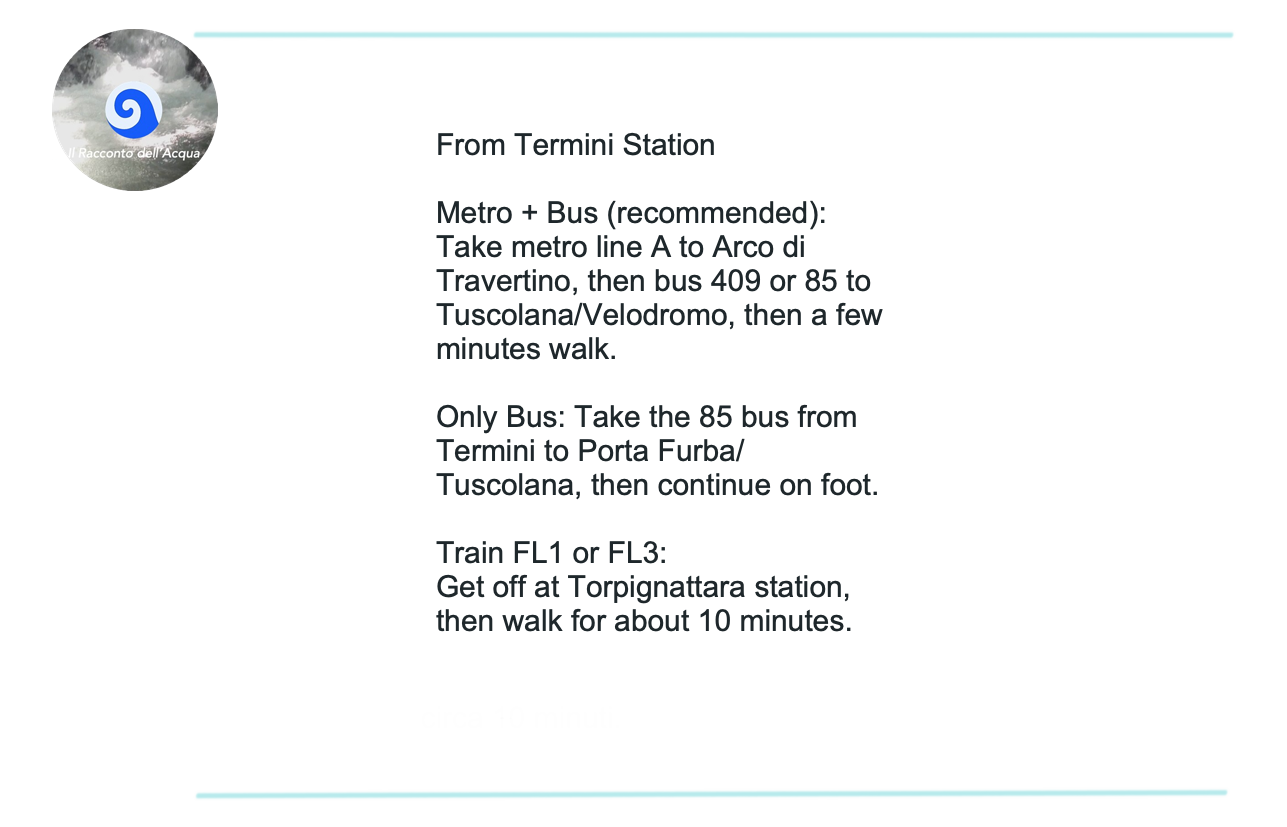 Il Racconto dell'Acqua
From Termini Station
Metro + Bus (recommended):
Take metro line A to Arco di
Travertino, then bus 409 or 85 to
Tuscolana/Velodromo, then a few
minutes walk.
Only Bus: Take the 85 bus from
Termini to Porta Furba/
Tuscolana, then continue on foot.
Train FL1 or FL3:
Get off at Torpignattara station,
then walk for about 10 minutes.